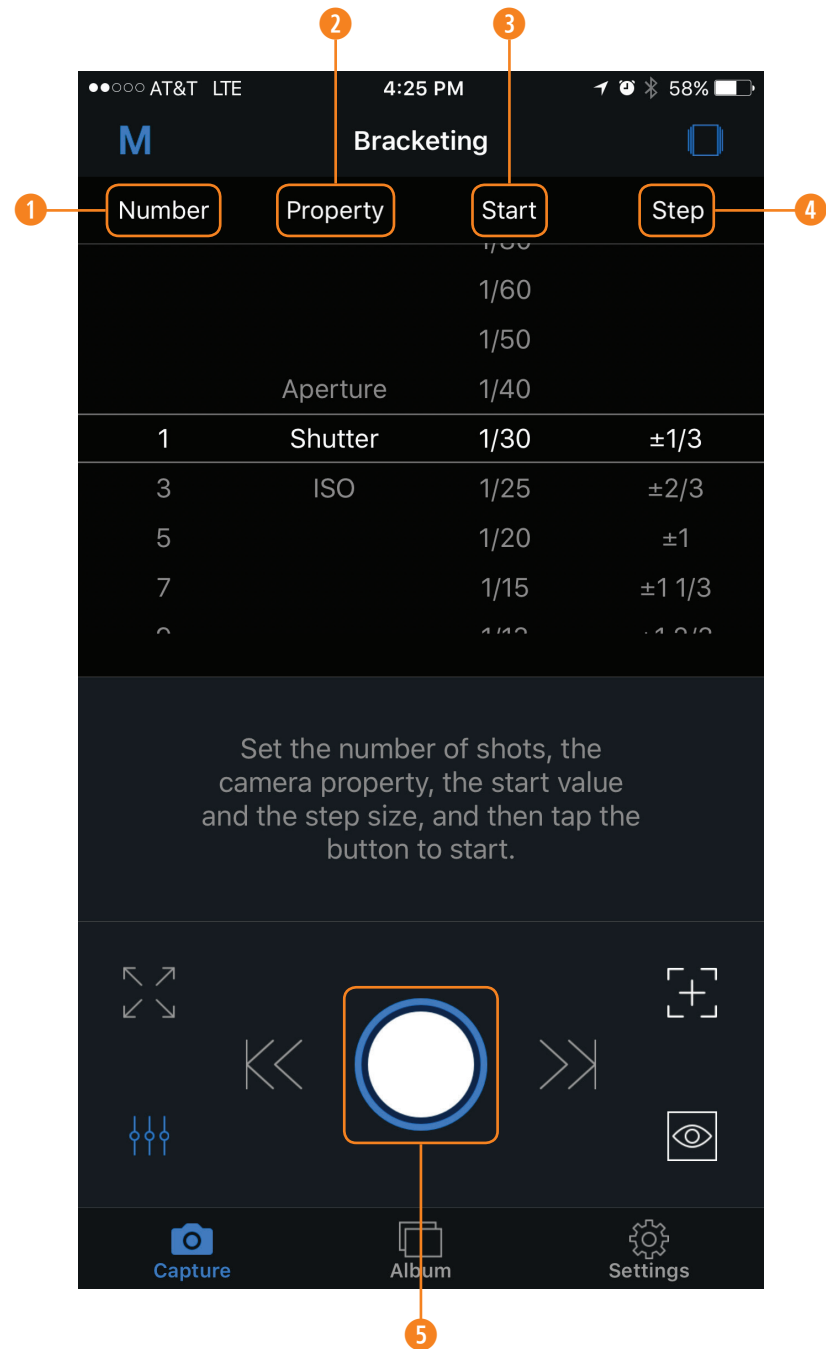 2 3
AT&T LTE 4:25 PM 58%
M Bracketing
1 Number Property Start Step 4
1/60
1/50
Aperture 1/40
1 Shutter 1/30 ±1/3
3 ISO 1/25 ±2/3
5 1/20 ±1
7 1/15 ±1 1/3
Set the number of shots, the
camera property, the start value
and the step size, and then tap the
button to start.
Capture Album Settings
5